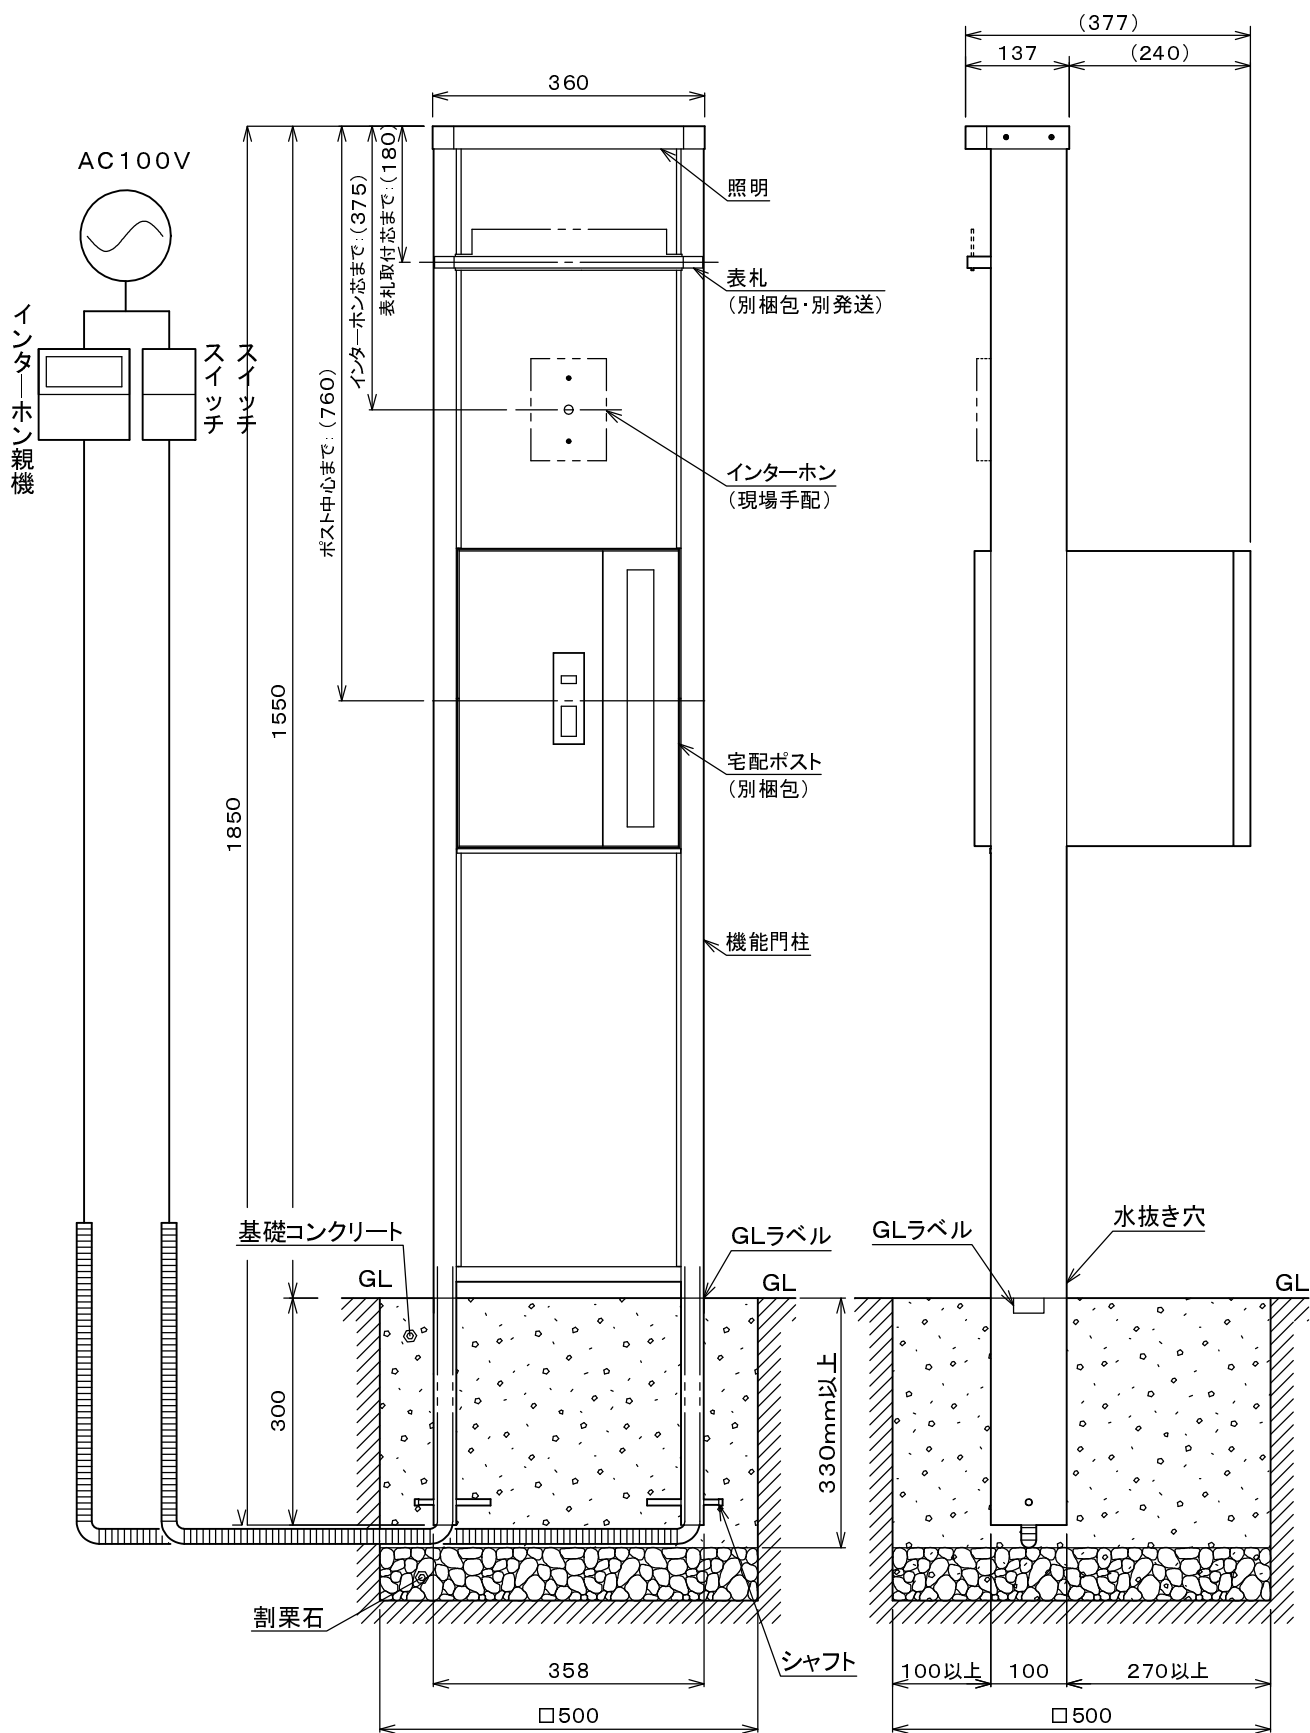 (377)
137
(240)
360
AC100V
表札取付芯まで:(180)
インターホン芯まで:(375)
ポスト中心まで:(760)
照明
表札
(別梱包・別発送)
インターホン親機
スイッチ
スイッチ
インターホン
(現場手配)
1550
1850
宅配ポスト
(別梱包)
機能門柱
基礎コンクリート
GLラベル
GLラベル
水抜き穴
GL
GL
GL
300
330mm以上
割栗石
シャフト
358
100以上
100
270以上
□500
□500